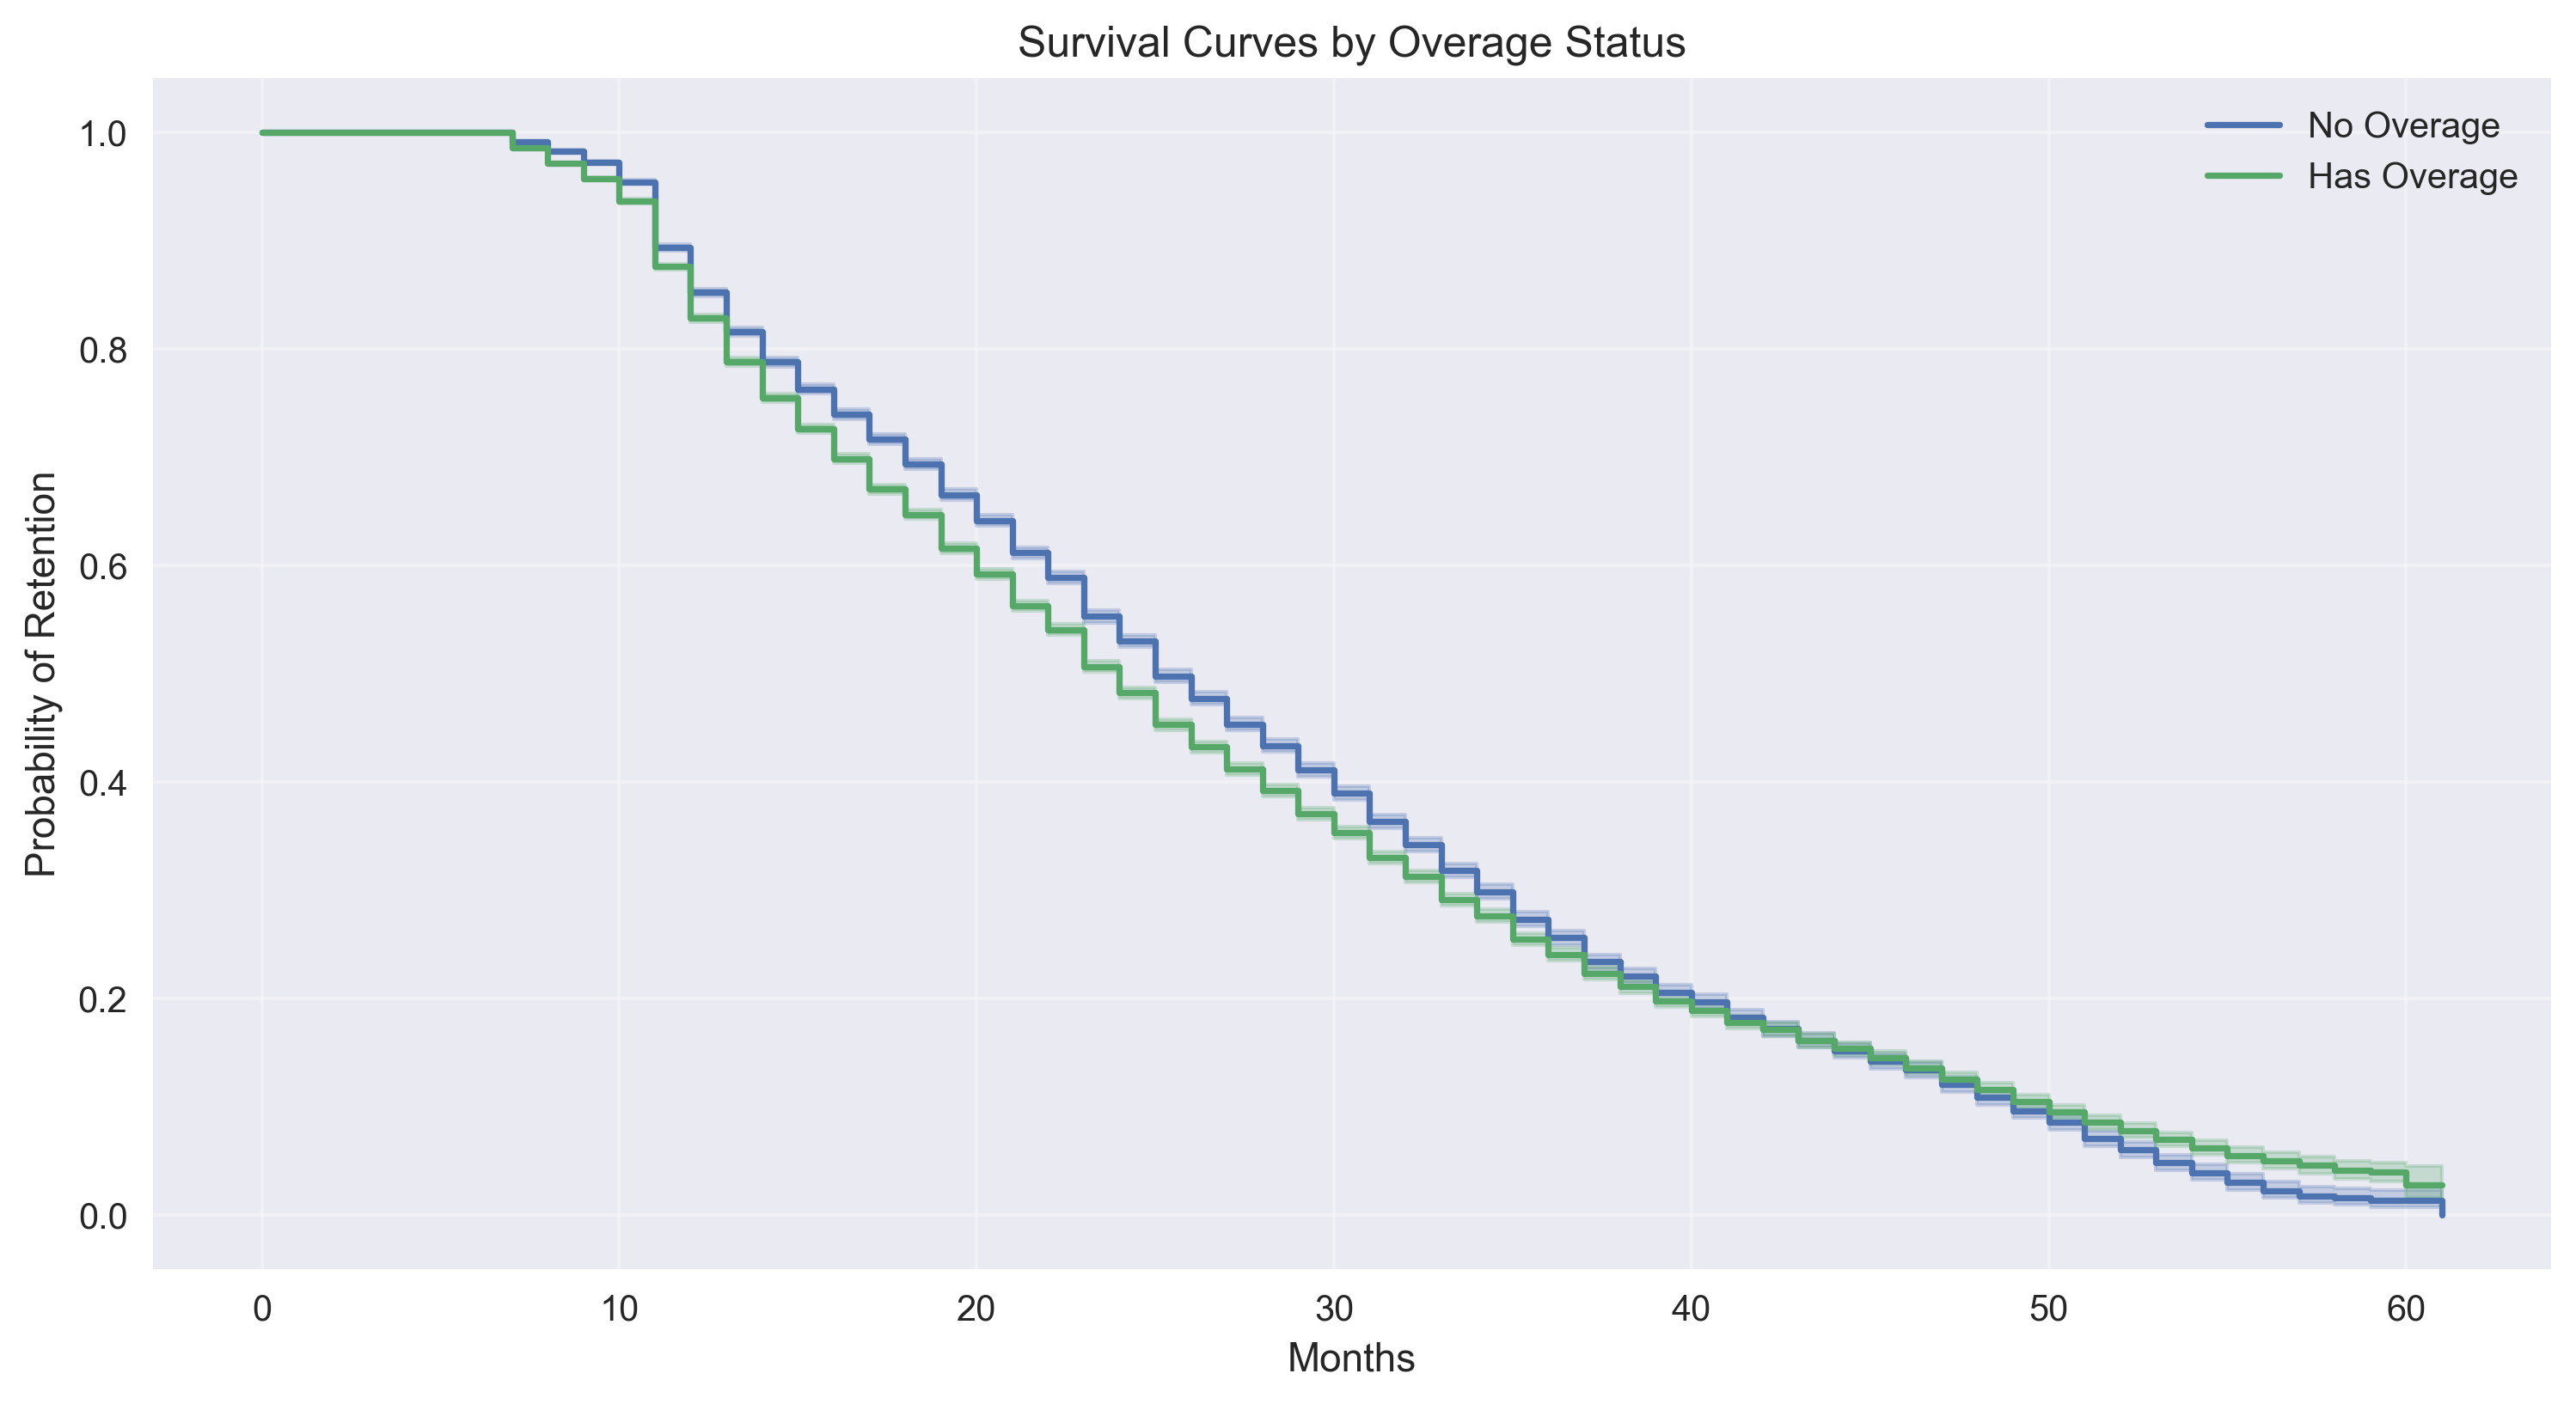 Survival Curves by Overage Status
No Overage
Has Overage
Probability of Retention
1.0
0.8
0.6
0.4
0.2
0.0
0 10 20 30 40 50 60
Months